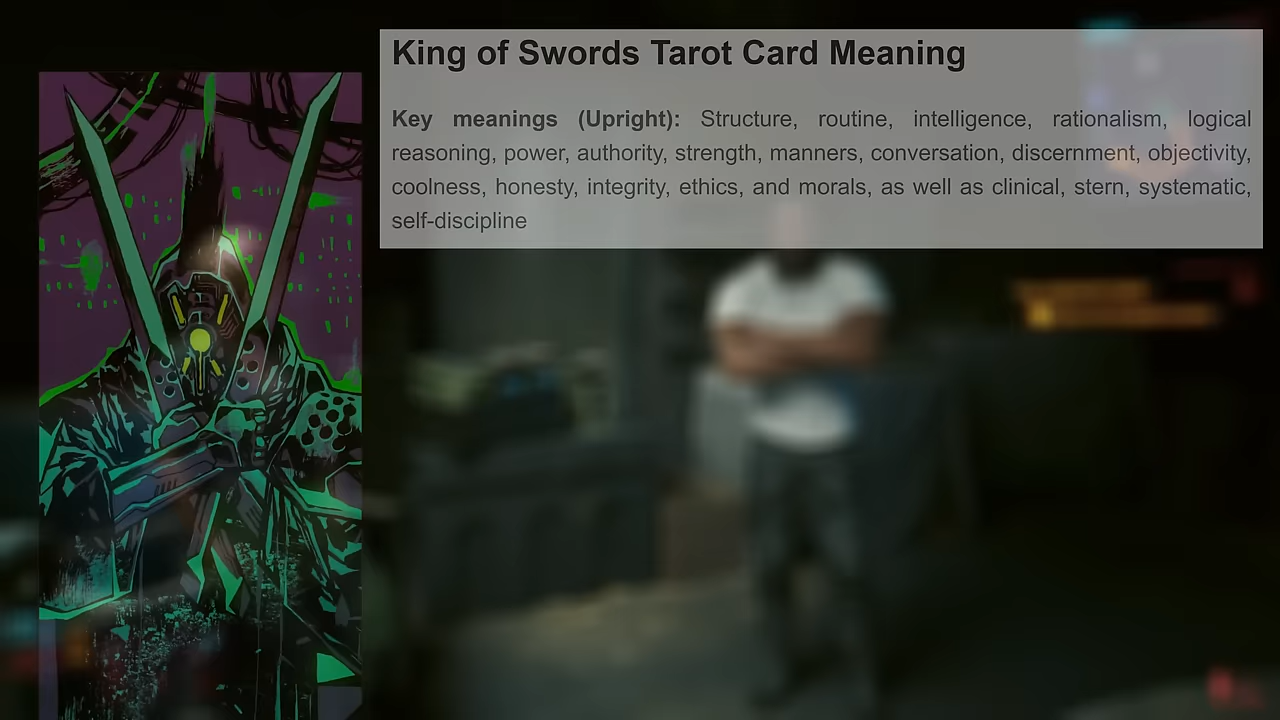 King of Swords Tarot Card Meaning
Key meanings (Upright): Structure, routine, intelligence, rationalism, logical
reasoning, power, authority, strength, manners, conversation, discernment, objectivity,
coolness, honesty, integrity, ethics, and morals, as well as clinical, stern, systematic,
self-discipline